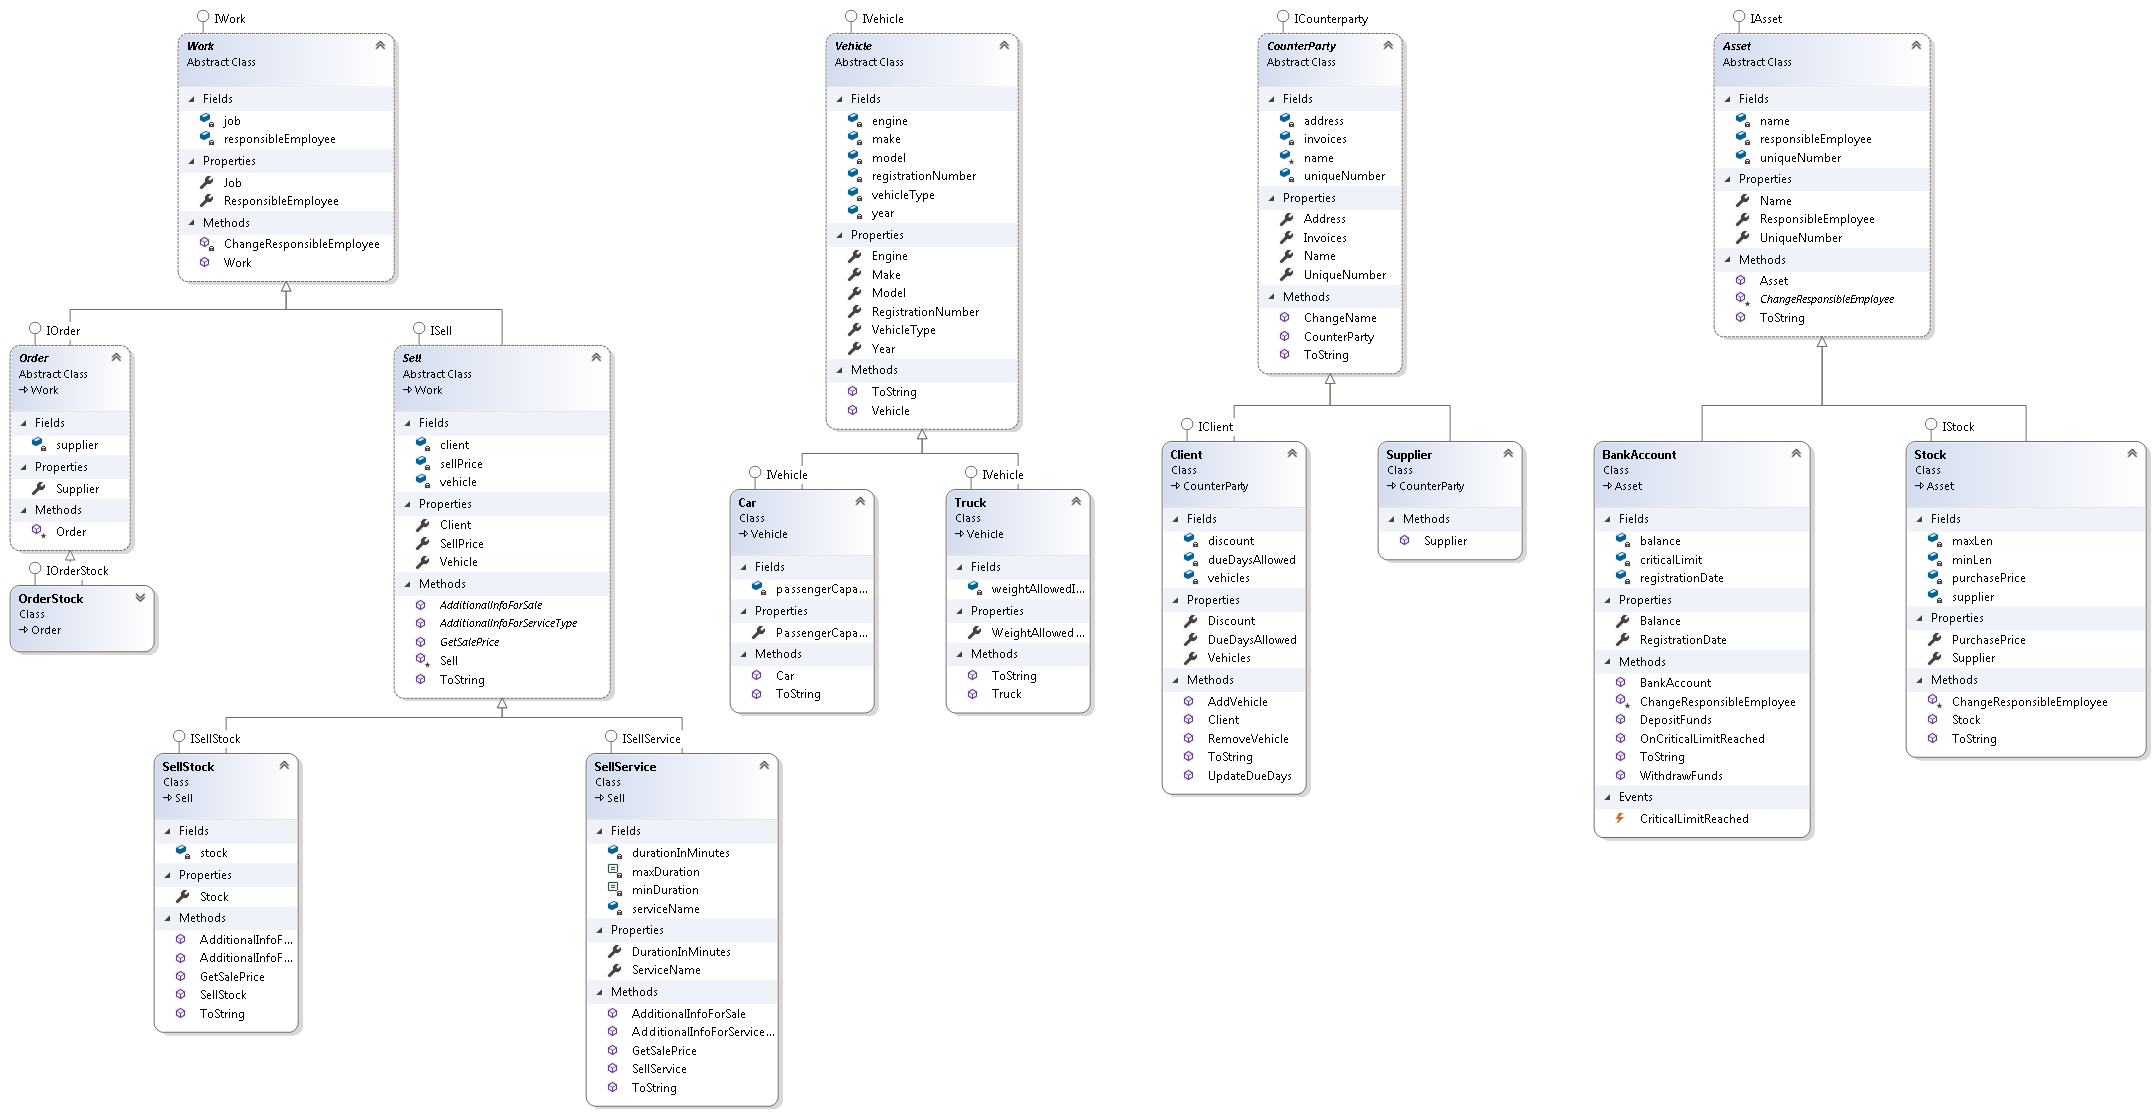 IWork
Work
Abstract Class
Fields
job
responsibleEmployee
Properties
Job
ResponsibleEmployee
Methods
ChangeResponsibleEmployee
Work
IOrder
Order
Abstract Class
Work
Fields
supplier
Properties
Supplier
Methods
Order
IOrderStock
OrderStock
Class
Order
ISell
Sell
Abstract Class
Work
Fields
client
sellPrice
vehicle
Properties
Client
SellPrice
Vehicle
Methods
AdditionalInfoForSale
AdditionalInfoForServiceType
GetSalePrice
Sell
ToString
ISellStock
SellStock
Class
Sell
Fields
stock
Properties
Stock
Methods
AdditionalInfoF...
AdditionalInfoF...
GetSalePrice
SellStock
ToString
ISellService
SellService
Class
Sell
Fields
durationInMinutes
maxDuration
minDuration
serviceName
Properties
DurationInMinutes
ServiceName
Methods
AdditionalInfoForSale
AdditionalInfoForService...
GetSalePrice
SellService
ToString
IVehicle
Vehicle
Abstract Class
Fields
engine
make
model
registrationNumber
vehicleType
year
Properties
Engine
Make
Model
RegistrationNumber
VehicleType
Year
Methods
ToString
Vehicle
IVehicle
Car
Class
Vehicle
Fields
passengerCapa...
Properties
PassengerCapa...
Methods
Car
ToString
IVehicle
Truck
Class
Vehicle
Fields
weightAllowedI...
Properties
WeightAllowed...
Methods
ToString
Truck
ICounterparty
CounterParty
Abstract Class
Fields
address
invoices
name
uniqueNumber
Properties
Address
Invoices
Name
UniqueNumber
Methods
ChangeName
CounterParty
ToString
IClient
Client
Class
CounterParty
Fields
discount
dueDaysAllowed
vehicles
Properties
Discount
DueDaysAllowed
Vehicles
Methods
AddVehicle
Client
RemoveVehicle
ToString
UpdateDueDays
Supplier
Class
CounterParty
Methods
Supplier
IAsset
Asset
Abstract Class
Fields
name
responsibleEmployee
uniqueNumber
Properties
Name
ResponsibleEmployee
UniqueNumber
Methods
Asset
ChangeResponsibleEmployee
ToString
BankAccount
Class
Asset
Fields
balance
criticalLimit
registrationDate
Properties
Balance
RegistrationDate
Methods
BankAccount
ChangeResponsibleEmployee
DepositFunds
OnCriticalLimitReached
ToString
WithdrawFunds
Events
CriticalLimitReached
IStock
Stock
Class
Asset
Fields
maxLen
minLen
purchasePrice
supplier
Properties
PurchasePrice
Supplier
Methods
ChangeResponsibleEmployee
Stock
ToString